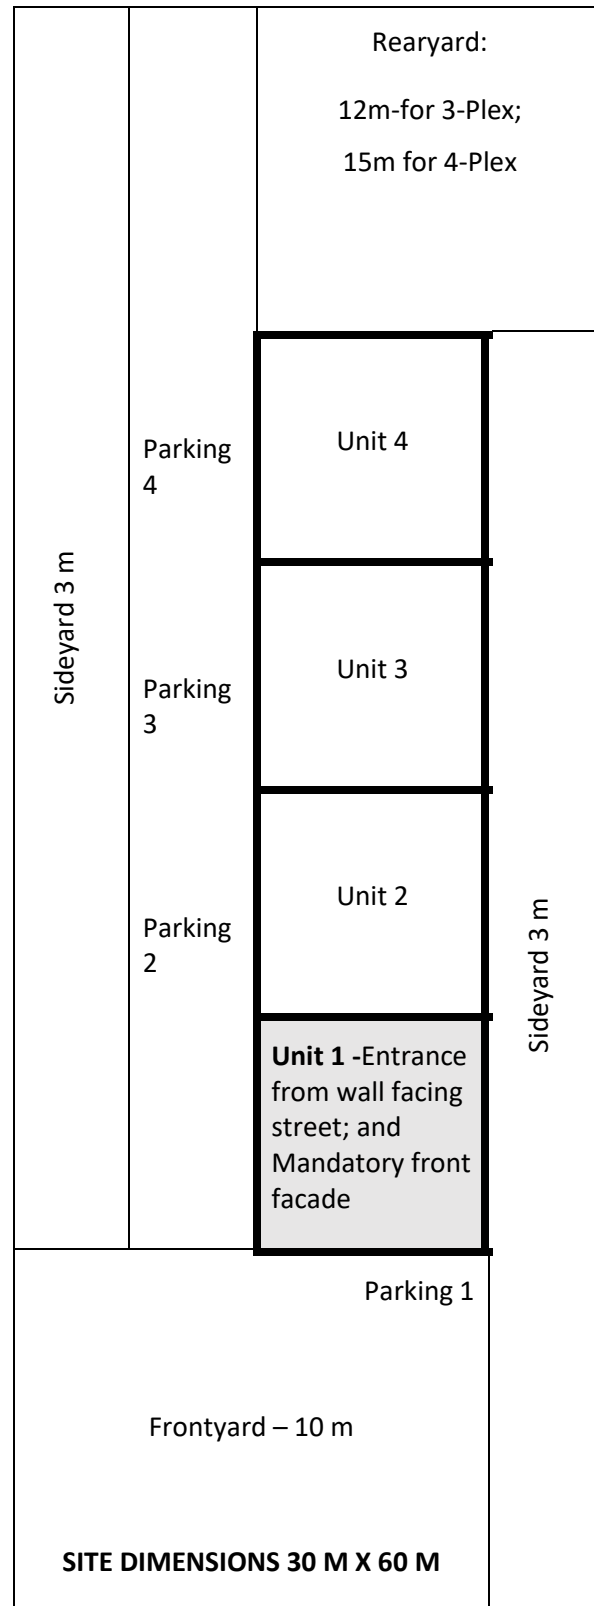 Rearyard:
12m-for 3-Plex;
15m for 4-Plex
Unit 4
Parking
4
Sideyard 3 m
Unit 3
Parking
3
Unit 2
Parking
2
Sideyard 3 m
Unit 1 -Entrance
from wall facing
street; and
Mandatory front
facade
Parking 1
Frontyard – 10 m
SITE DIMENSIONS 30 M X 60 M